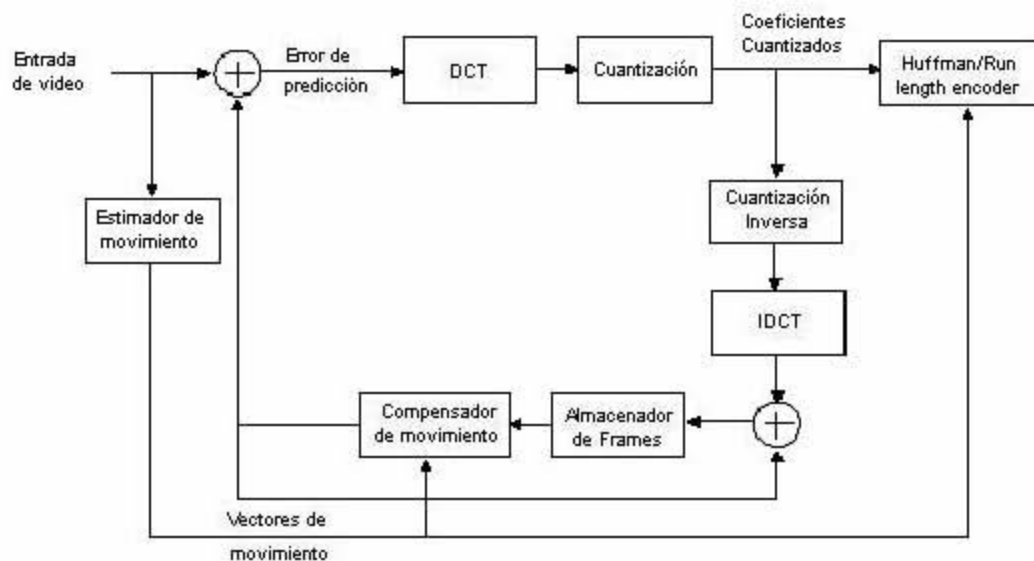 Entrada
de video
Error de
predicción
DCT
Cuantización
Coeficientes
Cuantizados
Huffman/Run
length encoder
Estimador de
movimiento
Cuantización
Inversa
IDCT
Compensador
de movimiento
Almacenador
de Frames
Vectores de
movimiento